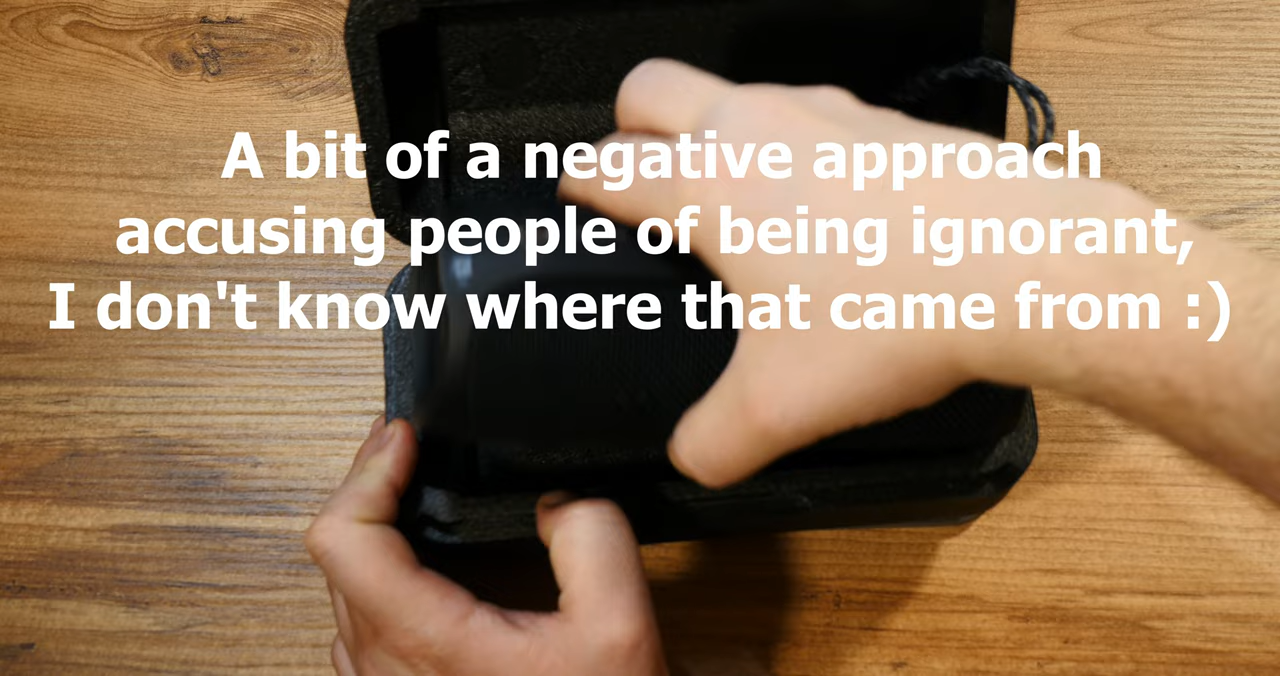 A bit of a negative approach
accusing people of being ignorant,
I don't know where that came from :)